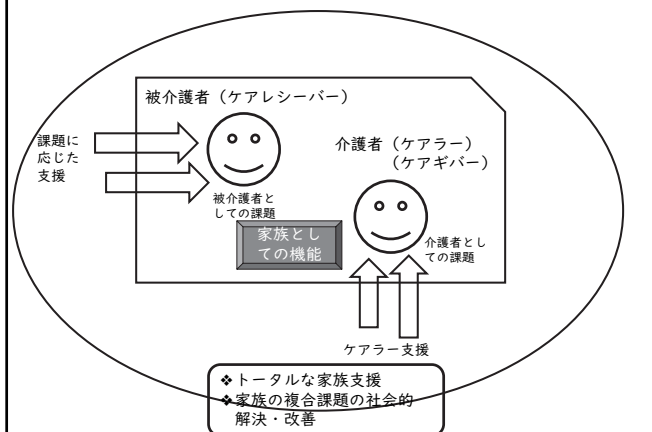 被介護者（ケアレシーバー）
課題に
応じた
支援
介護者（ケアラー）
（ケアギバー）
被介護者と
しての課題
家族とし
ての機能
介護者とし
ての課題
ケアラー支援
❖トータルな家族支援
❖家族の複合課題の社会的
解決・改善